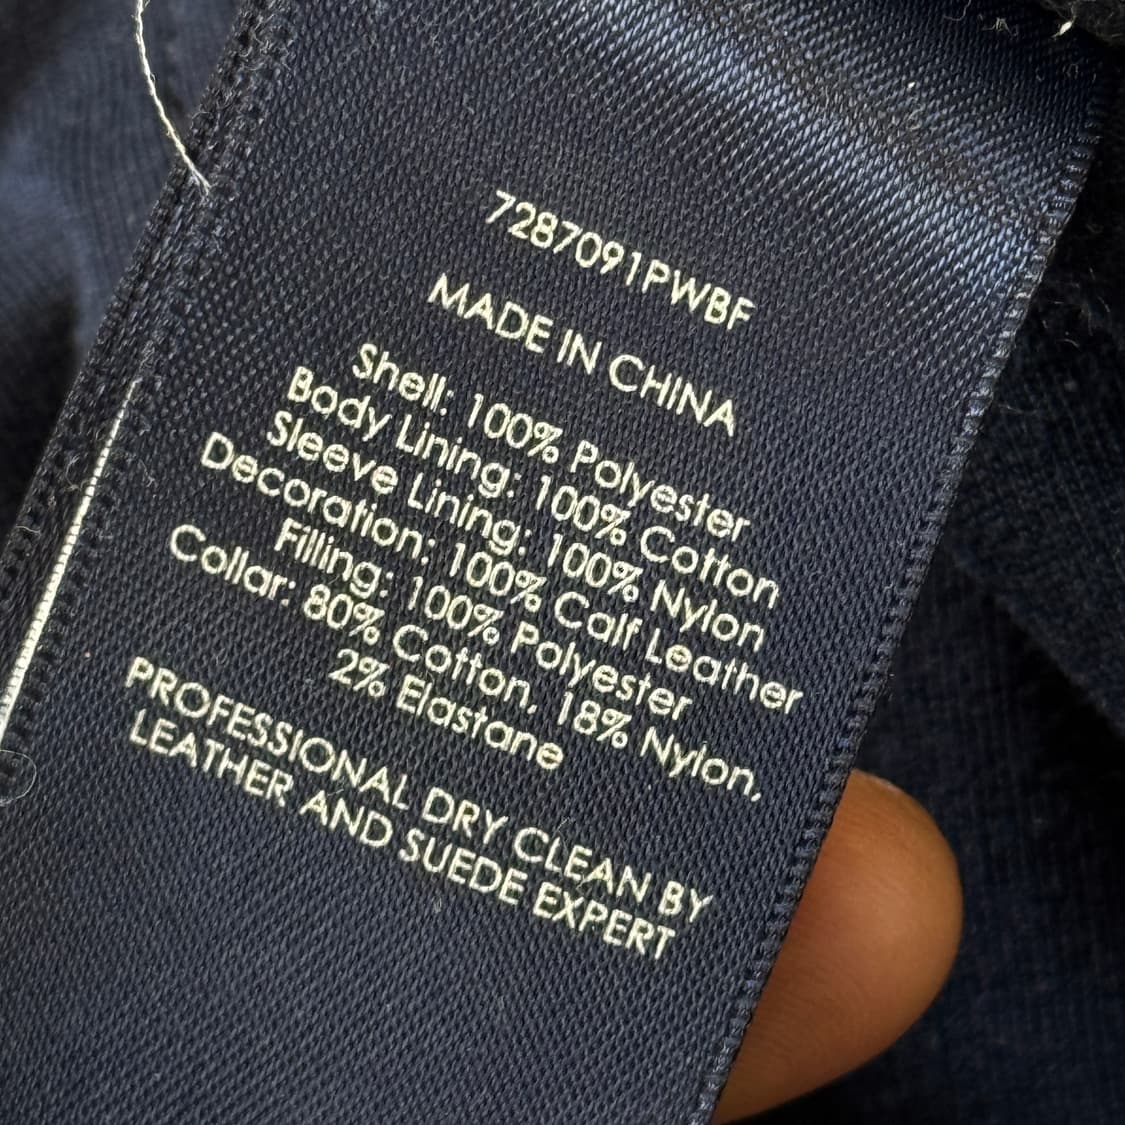 7287091PWBF
MADE IN CHINA
Shell: 100% Polyester
Body Lining: 100% Cotton
Sleeve Lining: 100% Nylon
Decoration: 100% Calf Leather
Filling: 100% Polyester
Collar: 80% Cotton, 18% Nylon,
2% Elastane
PROFESSIONAL DRY CLEAN BY
LEATHER AND SUEDE EXPERT